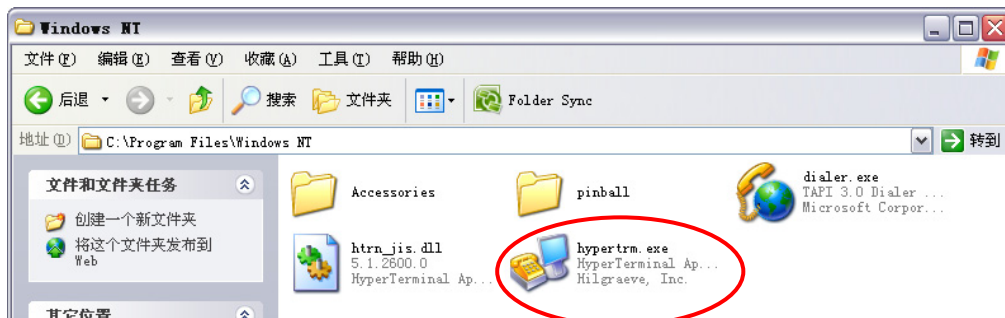 Windows NT
文件(F) 编辑(E) 查看(V) 收藏(A) 工具(T) 帮助(H)
后退 搜索 文件夹 Folder Sync
地址(D) C:\Program Files\Windows NT 转到
文件和文件夹任务
创建一个新文件夹
将这个文件夹发布到
Web
其它位置
Accessories
pinball
dialer.exe
TAPI 3.0 Dialer ...
Microsoft Corpor...
htrn_jis.dll
5.1.2600.0
HyperTerminal Ap...
hypertrm.exe
HyperTerminal Ap...
Hilgraeve, Inc.